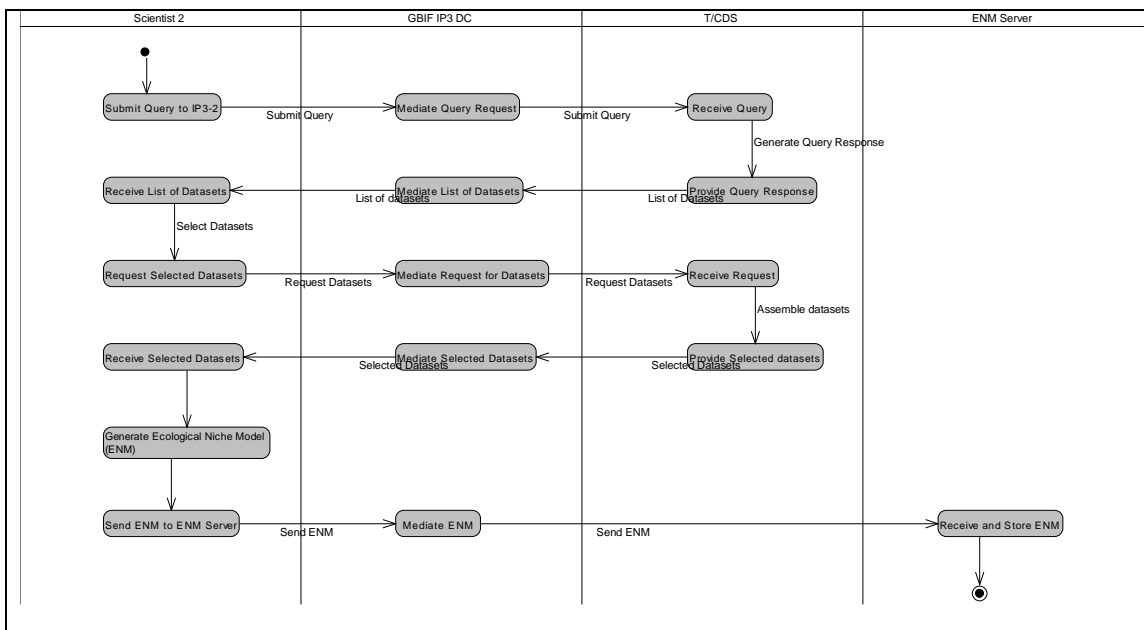 Scientist 2
GBIF IP3 DC
T/CDS
ENM Server
Submit Query to IP3-2
Submit Query
Mediate Query Request
Submit Query
Receive Query
Generate Query Response
Receive List of Datasets
List of datasets
Mediate List of Datasets
List of Datasets
Provide Query Response
Select Datasets
Request Selected Datasets
Request Datasets
Mediate Request for Datasets
Request Datasets
Receive Request
Assemble datasets
Receive Selected Datasets
Selected Datasets
Mediate Selected Datasets
Selected Datasets
Provide Selected datasets
Generate Ecological Niche Model
(ENM)
Send ENM to ENM Server
Send ENM
Mediate ENM
Send ENM
Receive and Store ENM